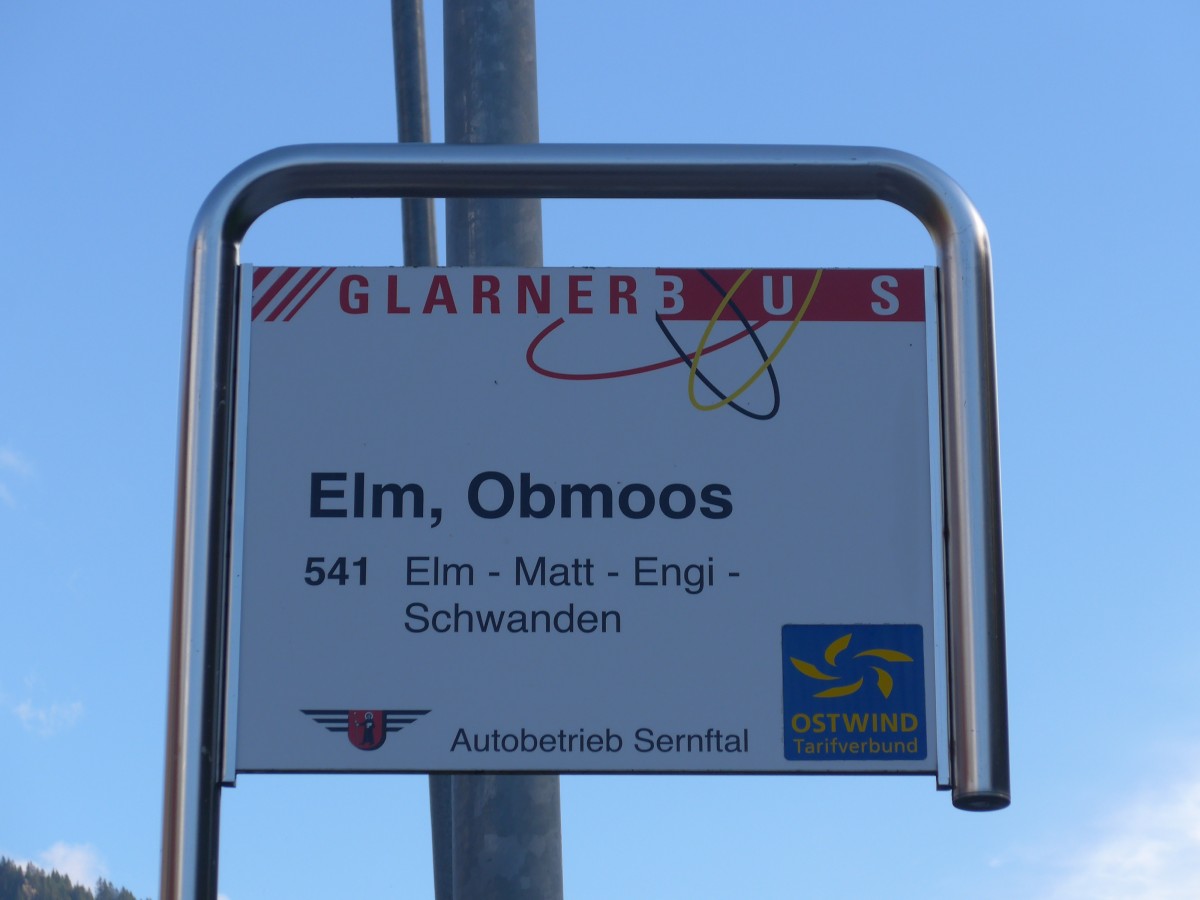 GLARNERBUS
Elm, Obmoos
541 Elm - Matt - Engi -
Schwanden
Autobetrieb Sernftal
OSTWIND
Tarifverbund